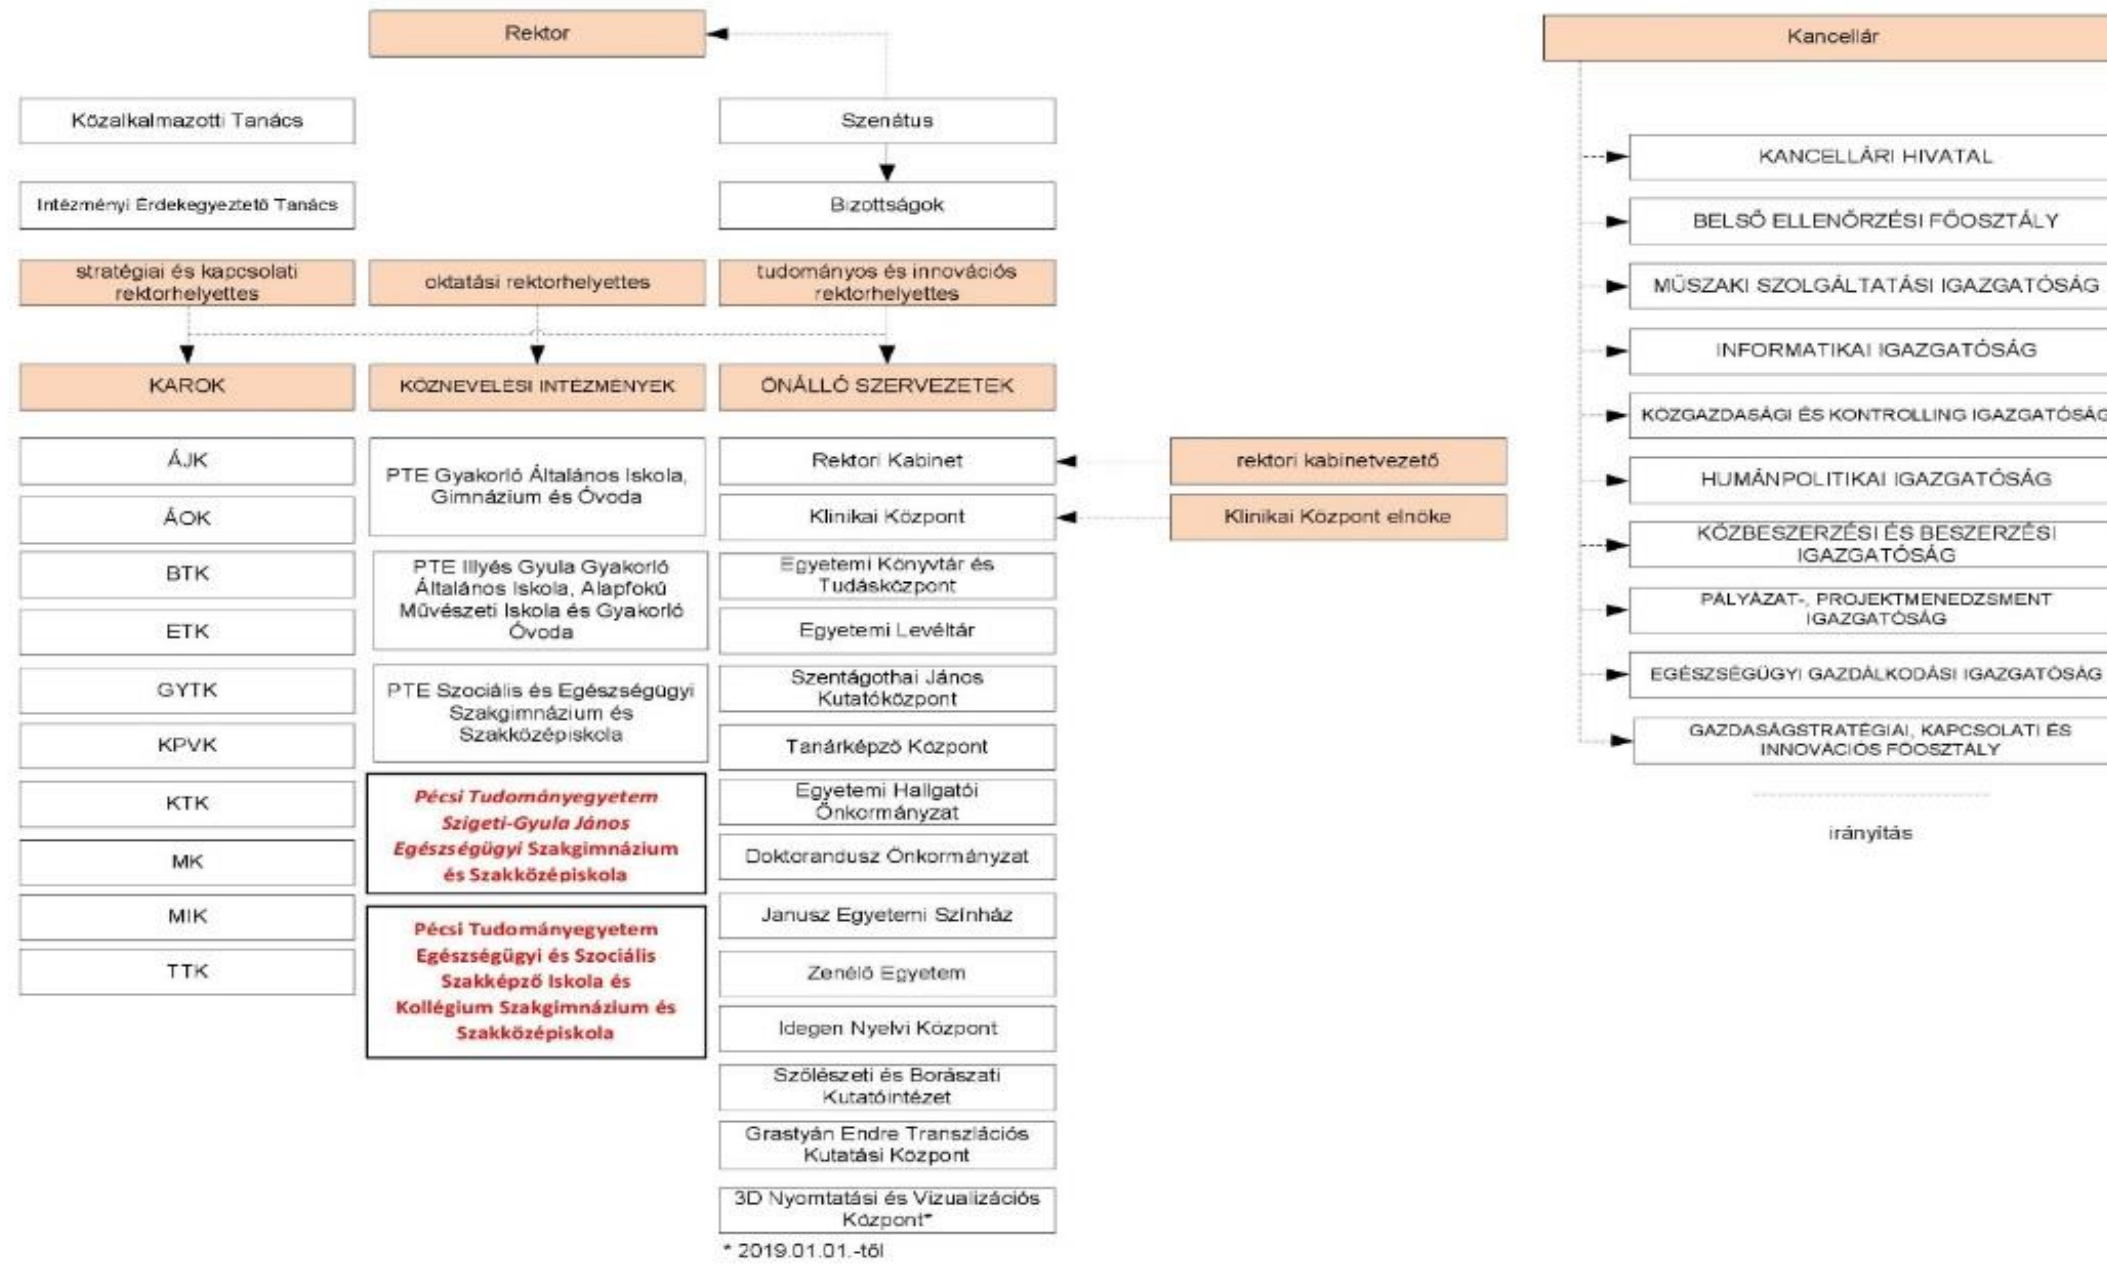 Rektor
Kancellár
Közalkalmazotti Tanács
Szenátus
Intézményi Érdekegyeztető Tanács
Bizottságok
stratégiai és kapcsolati
rektorhelyettes
oktatási rektorhelyettes
tudományos és innovációs
rektorhelyettes
KAROK
ÁJK
ÁOK
BTK
ETK
GYTK
KPVK
KTK
MK
MIK
TTK
KÖZNEVELÉSI INTÉZMÉNYEK
PTE Gyakorló Általános Iskola,
Gimnázium és Óvoda
PTE Illyés Gyula Gyakorló
Általános Iskola, Alapfokú
Művészeti Iskola és Gyakorló
Óvoda
PTE Szociális és Egészségügyi
Szakgimnázium és
Szakközépiskola
Pécsi Tudományegyetem
Szigeti-Gyula János
Egészségügyi Szakgimnázium
és Szakközépiskola
Pécsi Tudományegyetem
Egészségügyi és Szociális
Szakképző Iskola és
Kollégium Szakgimnázium és
Szakközépiskola
ÖNÁLLÓ SZERVEZETEK
Rektori Kabinet
Klinikai Központ
Egyetemi Könyvtár és
Tudásközpont
Egyetemi Levéltár
Szentágothai János
Kutatóközpont
Tanárképző Központ
Egyetemi Hallgatói
Önkormányzat
Doktorandusz Önkormányzat
Janusz Egyetemi Színház
Zenélő Egyetem
Idegen Nyelvi Központ
Szőlészeti és Borászati
Kutatóintézet
Grastyán Endre Transzlációs
Kutatási Központ
3D Nyomtatási és Vizualizációs
Központ*
* 2019.01.01.-től
rektori kabinetvezető
Klinikai Központ elnöke
KANCELLÁRI HIVATAL
BELSŐ ELLENŐRZÉSI FŐOSZTÁLY
MŰSZAKI SZOLGÁLTATÁSI IGAZGATÓSÁG
INFORMATIKAI IGAZGATÓSÁG
KÖZGAZDASÁGI ÉS KONTROLLING IGAZGATÓSÁG
HUMÁNPOLITIKAI IGAZGATÓSÁG
KÖZBESZERZÉSI ÉS BESZERZÉSI
IGAZGATÓSÁG
PÁLYÁZAT-, PROJEKTMENEDZSMENT
IGAZGATÓSÁG
EGÉSZSÉGÜGYI GAZDÁLKODÁSI IGAZGATÓSÁG
GAZDASÁGSTRATÉGIAI, KAPCSOLATI ÉS
INNOVÁCIÓS FŐOSZTÁLY
irányítás